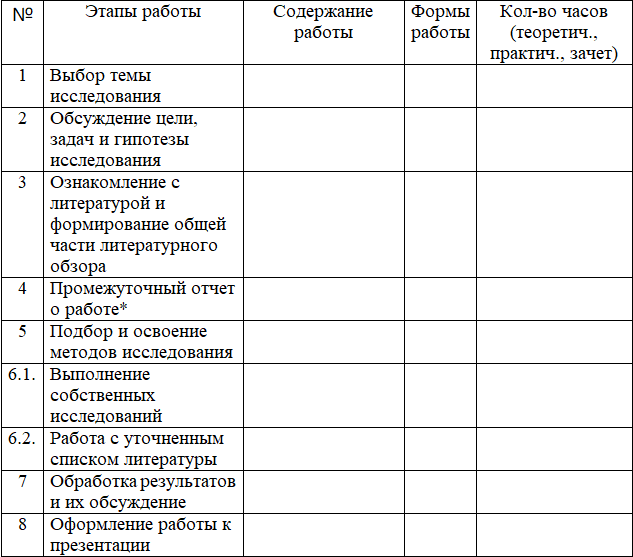 № Этапы работы Содержание Формы Кол-во часов
работы работы (теоретич.,
практич., зачет)
1 Выбор темы
исследования
2 Обсуждение цели,
задач и гипотезы
исследования
3 Ознакомление с
литературой и
формирование общей
части литературного
обзора
4 Промежуточный отчет
о работе*
5 Подбор и освоение
методов исследования
6.1. Выполнение
собственных
исследований
6.2. Работа с уточненным
списком литературы
7 Обработка результатов
и их обсуждение
8 Оформление работы к
презентации